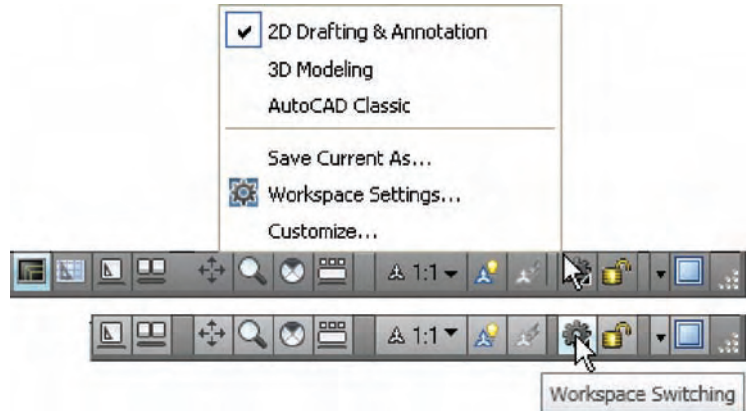 2D Drafting & Annotation
3D Modeling
AutoCAD Classic
Save Current As...
Workspace Settings...
Customize...
1:1
1:1
Workspace Switching